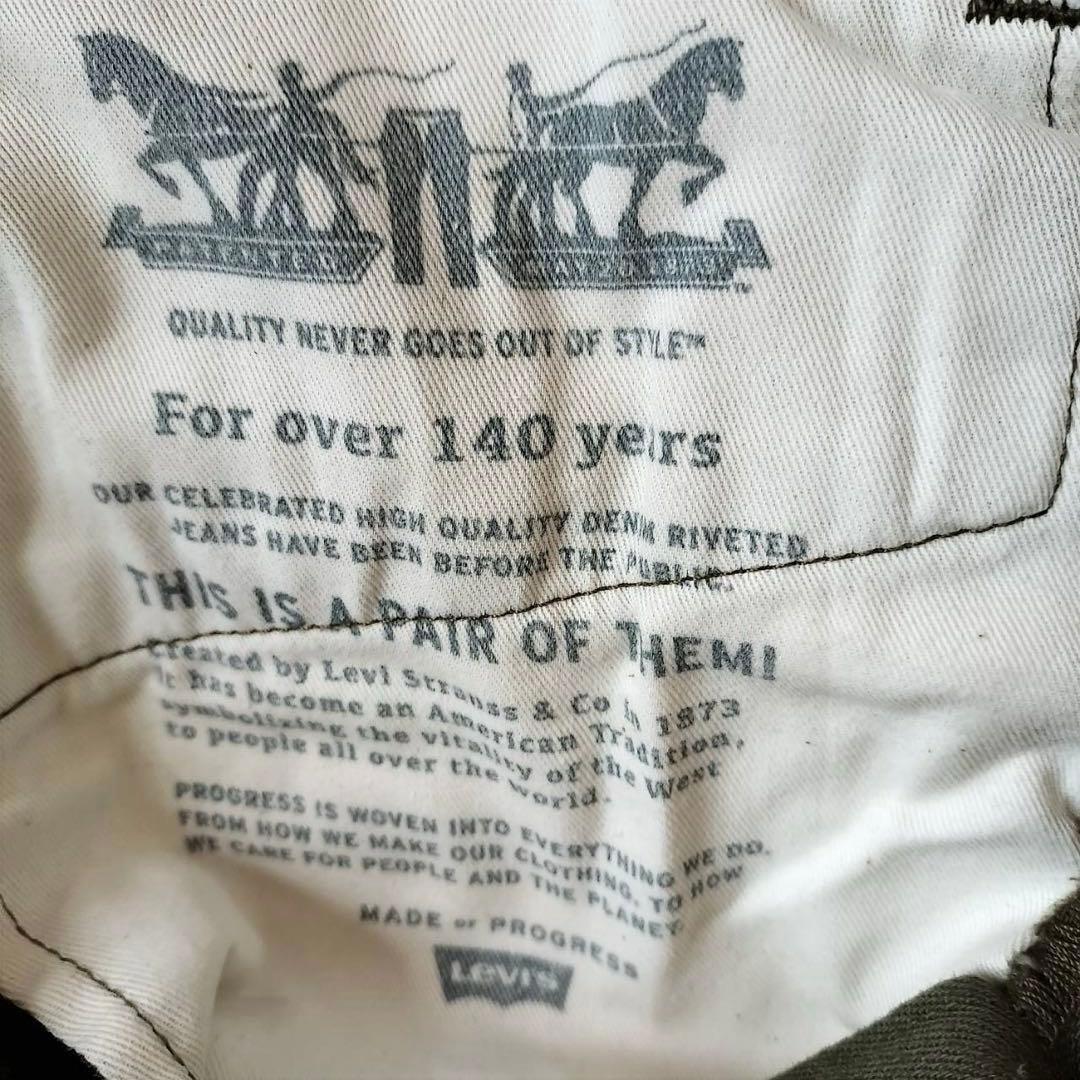 QUALITY NEVER GOES OUT OF STYLE™
For over 140 years
OUR CELEBRATED HIGH QUALITY DENIM RIVETED
JEANS HAVE BEEN BEFORE THE PUBLIC.
THIS IS A PAIR OF THEM!
Created by Levi Strauss & Co in 1873
It has become an American Tradition,
symbolizing the vitality of the West
to people all over the world.
PROGRESS IS WOVEN INTO EVERYTHING WE DO.
FROM HOW WE MAKE OUR CLOTHING, TO HOW
WE CARE FOR PEOPLE AND THE PLANET.
MADE OF PROGRESS
LEVI'S